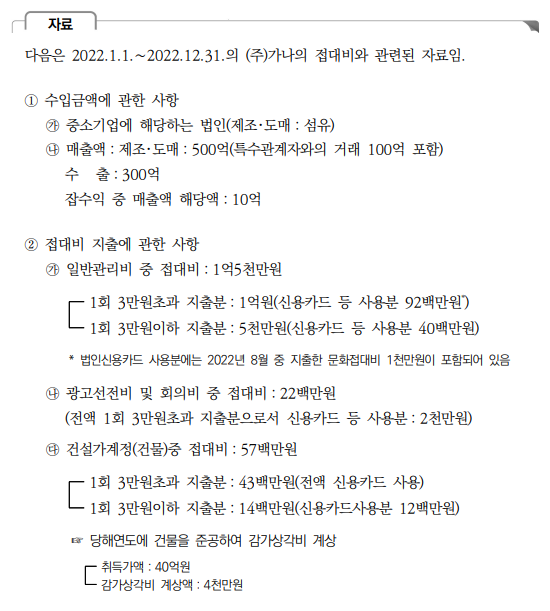 자료
다음은 2022.1.1.~2022.12.31.의 (주)가나의 접대비와 관련된 자료임.
① 수입금액에 관한 사항
㉮ 중소기업에 해당하는 법인(제조·도매 : 섬유)
㉯ 매출액 : 제조·도매 : 500억(특수관계자와의 거래 100억 포함)
수 출 : 300억
잡수익 중 매출액 해당액 : 10억
② 접대비 지출에 관한 사항
㉮ 일반관리비 중 접대비 : 1억5천만원
1회 3만원초과 지출분 : 1억원(신용카드 등 사용분 92백만원*)
1회 3만원이하 지출분 : 5천만원(신용카드 등 사용분 40백만원)
* 법인신용카드 사용분에는 2022년 8월 중 지출한 문화접대비 1천만원이 포함되어 있음
㉯ 광고선전비 및 회의비 중 접대비 : 22백만원
(전액 1회 3만원초과 지출분으로서 신용카드 등 사용분 : 2천만원)
㉰ 건설가계정(건물)중 접대비 : 57백만원
1회 3만원초과 지출분 : 43백만원(전액 신용카드 사용)
1회 3만원이하 지출분 : 14백만원(신용카드사용분 12백만원)
☞ 당해연도에 건물을 준공하여 감가상각비 계상
취득가액 : 40억원
감가상각비 계상액 : 4천만원